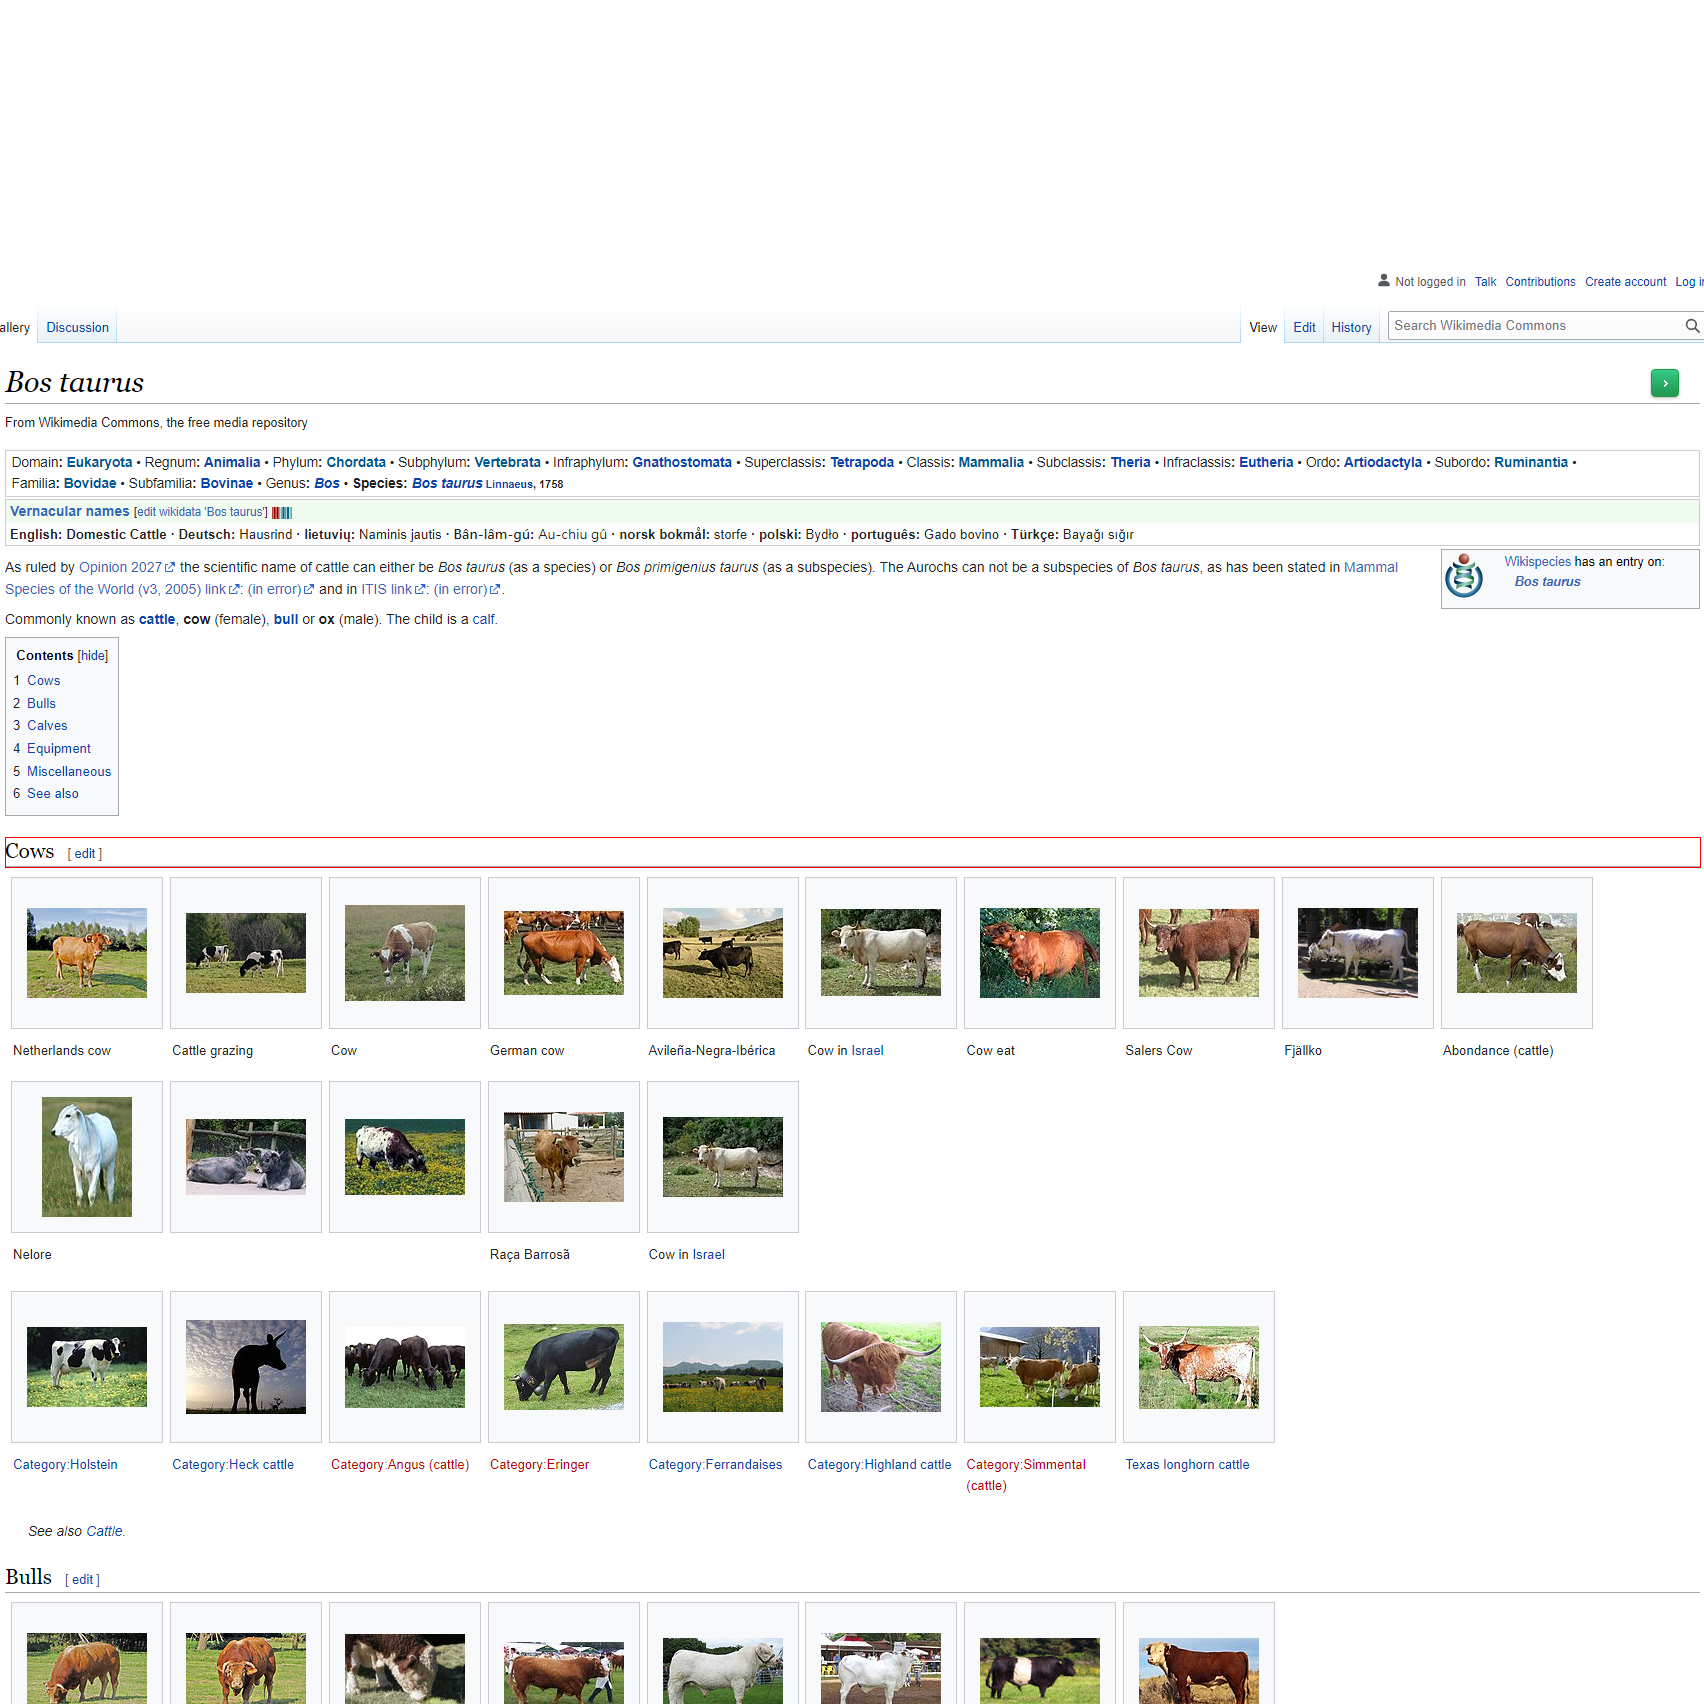 Not logged in Talk Contributions Create account Log in
allery Discussion View Edit History Search Wikimedia Commons
Bos taurus
From Wikimedia Commons, the free media repository
Domain: Eukaryota • Regnum: Animalia • Phylum: Chordata • Subphylum: Vertebrata • Infraphylum: Gnathostomata • Superclassis: Tetrapoda • Classis: Mammalia • Subclassis: Theria • Infraclassis: Eutheria • Ordo: Artiodactyla • Subordo: Ruminantia •
Familia: Bovidae • Subfamilia: Bovinae • Genus: Bos • Species: Bos taurus Linnaeus, 1758
Vernacular names [edit wikidata 'Bos taurus']
English: Domestic Cattle · Deutsch: Hausrind · lietuvių: Naminis jautis · Bân-lâm-gú: Au-chiu gû · norsk bokmål: storfe · polski: Bydło · português: Gado bovino · Türkçe: Bayağı sığır
As ruled by Opinion 2027 the scientific name of cattle can either be Bos taurus (as a species) or Bos primigenius taurus (as a subspecies). The Aurochs can not be a subspecies of Bos taurus, as has been stated in Mammal
Species of the World (v3, 2005) link: (in error) and in ITIS link: (in error).
Wikispecies has an entry on:
Bos taurus
Commonly known as cattle, cow (female), bull or ox (male). The child is a calf.
Contents [hide]
1 Cows
2 Bulls
3 Calves
4 Equipment
5 Miscellaneous
6 See also
Cows [ edit ]
Netherlands cow Cattle grazing Cow German cow Avileña-Negra-Ibérica Cow in Israel Cow eat Salers Cow Fjällko Abondance (cattle)
Nelore Raça Barrosã Cow in Israel
Category:Holstein Category:Heck cattle Category:Angus (cattle) Category:Eringer Category:Ferrandaises Category:Highland cattle Category:Simmental Texas longhorn cattle
(cattle)
See also Cattle.
Bulls [ edit ]